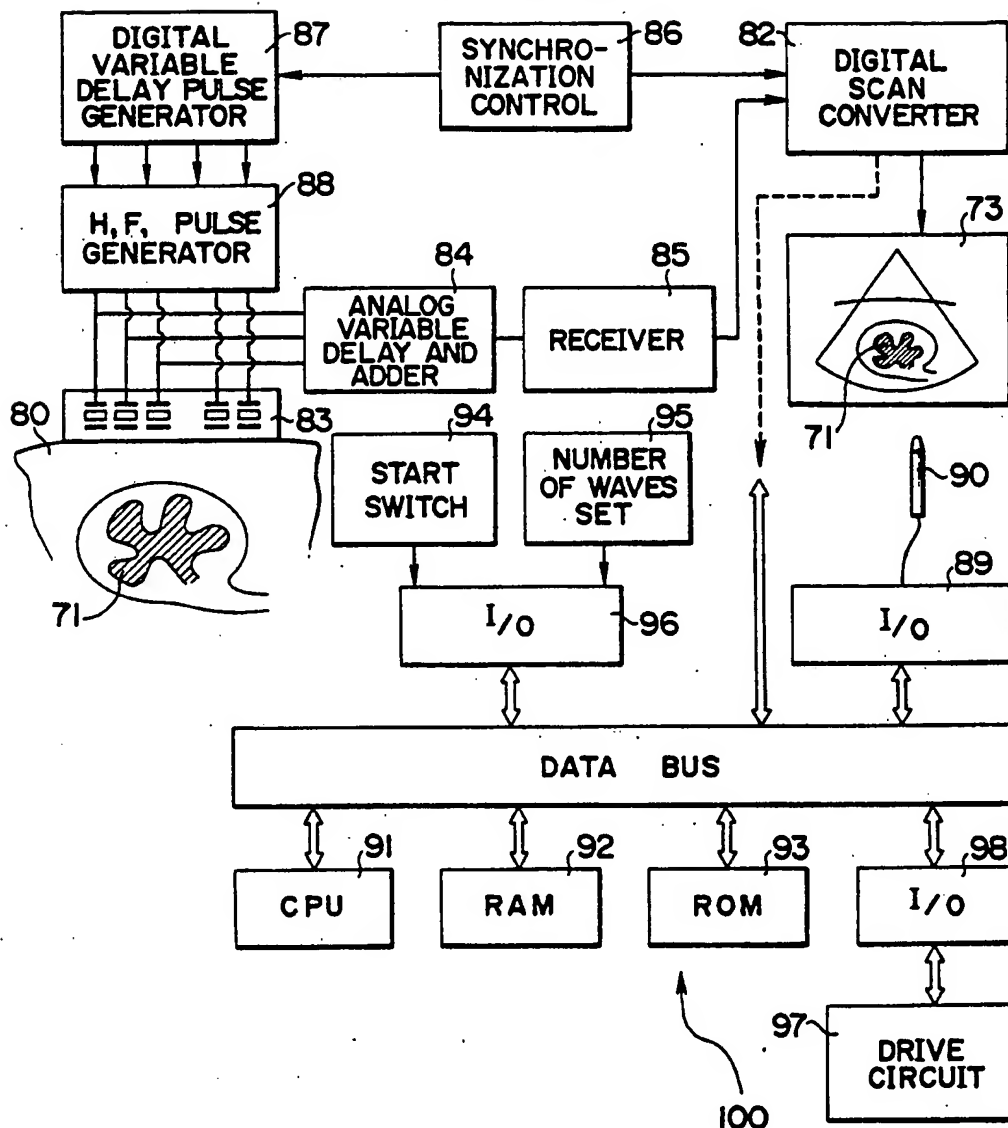 DIGITAL
VARIABLE
DELAY PULSE
GENERATOR
87
SYNCHRO-
NIZATION
CONTROL
86
82
DIGITAL
SCAN
CONVERTER
H,F, PULSE
GENERATOR
88
73
84
ANALOG
VARIABLE
DELAY AND
ADDER
85
RECEIVER
71
80
83
94
START
SWITCH
95
NUMBER
OF WAVES
SET
90
71
I/O
96
89
I/O
DATA BUS
91
CPU
92
RAM
93
ROM
98
I/O
97
DRIVE
CIRCUIT
100